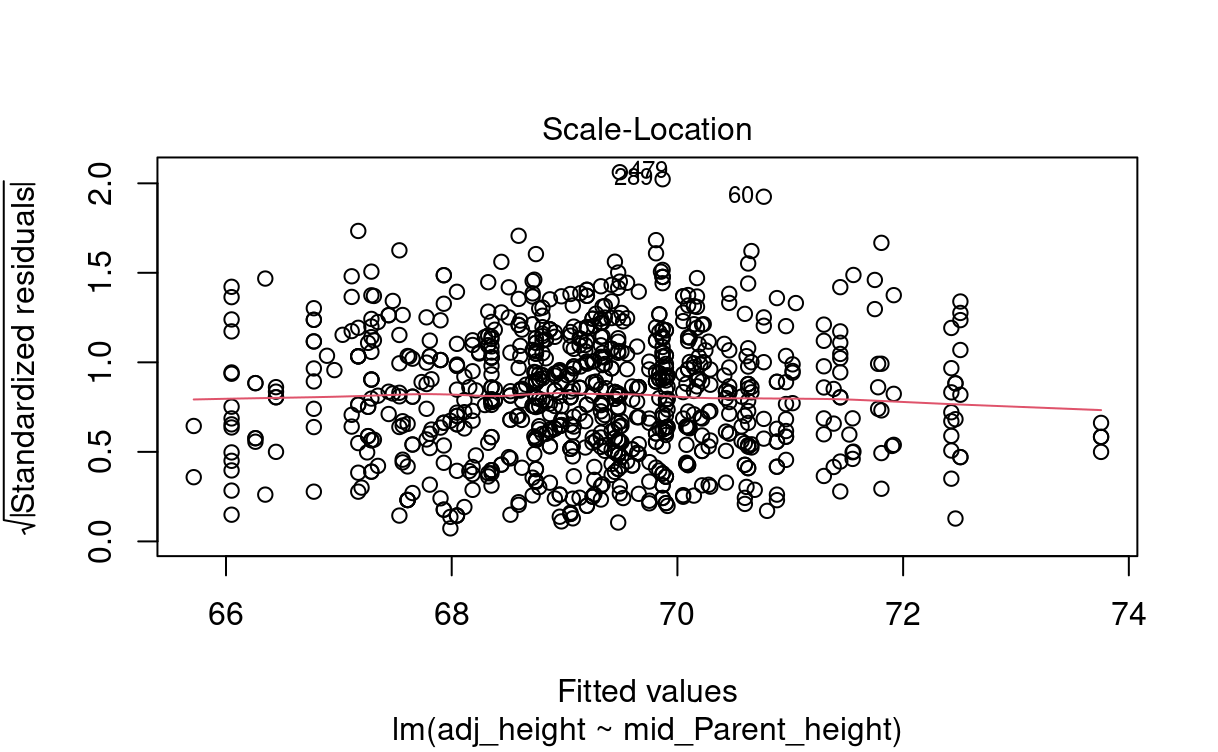 Scale-Location
√|Standardized residuals|
2.0
1.5
1.0
0.5
0.0
479
289
60
66 68 70 72 74
Fitted values
lm(adj_height ~ mid_Parent_height)